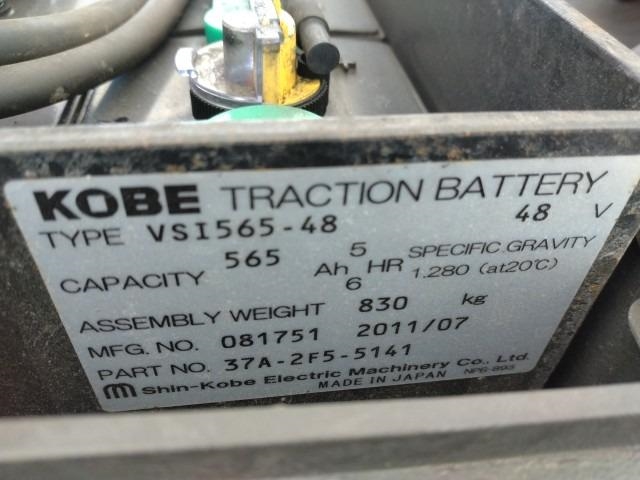 KOBE TRACTION BATTERY
TYPE VSI565-48 48 V
CAPACITY 565 Ah 5 HR SPECIFIC GRAVITY
6 1.280 (at20℃)
ASSEMBLY WEIGHT 830 kg
MFG. NO. 081751 2011/07
PART NO. 37A-2F5-5141
Shin-Kobe Electric Machinery Co., Ltd.
MADE IN JAPAN NP6-893